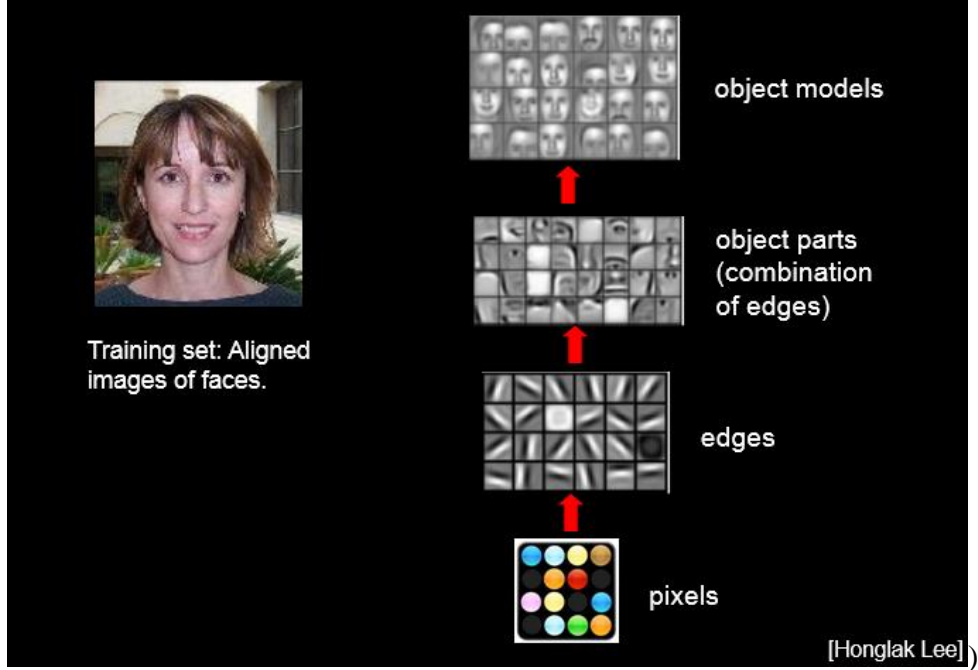 object models
object parts
(combination
of edges)
Training set: Aligned
images of faces.
edges
pixels
[Honglak Lee])